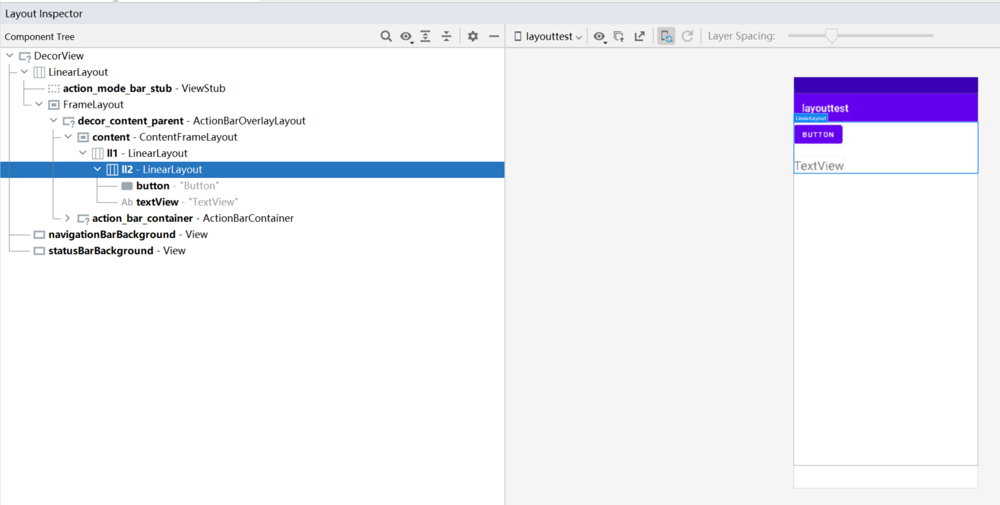 Layout Inspector
Component Tree
layouttest
Layer Spacing:
DecorView
LinearLayout
action_mode_bar_stub - ViewStub
FrameLayout
decor_content_parent - ActionBarOverlayLayout
content - ContentFrameLayout
ll1 - LinearLayout
ll2 - LinearLayout
button - "Button"
Ab textView - "TextView"
action_bar_container - ActionBarContainer
navigationBarBackground - View
statusBarBackground - View
layouttest
LinearLayout
BUTTON
TextView